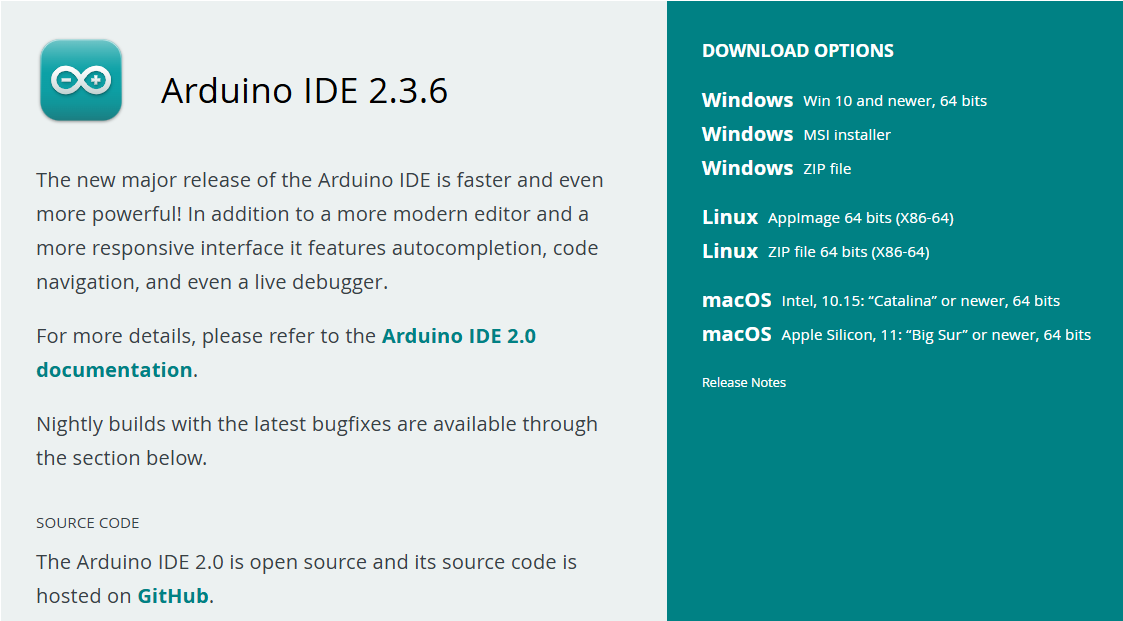 Arduino IDE 2.3.6
The new major release of the Arduino IDE is faster and even
more powerful! In addition to a more modern editor and a
more responsive interface it features autocompletion, code
navigation, and even a live debugger.
For more details, please refer to the Arduino IDE 2.0
documentation.
Nightly builds with the latest bugfixes are available through
the section below.
SOURCE CODE
The Arduino IDE 2.0 is open source and its source code is
hosted on GitHub.
DOWNLOAD OPTIONS
Windows Win 10 and newer, 64 bits
Windows MSI installer
Windows ZIP file
Linux AppImage 64 bits (X86-64)
Linux ZIP file 64 bits (X86-64)
macOS Intel, 10.15: “Catalina” or newer, 64 bits
macOS Apple Silicon, 11: “Big Sur” or newer, 64 bits
Release Notes